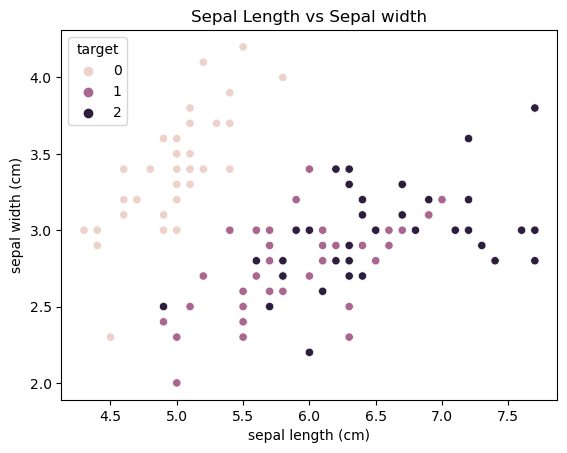 Sepal Length vs Sepal width
target
0
1
2
4.0
3.5
3.0
2.5
2.0
sepal width (cm)
4.5 5.0 5.5 6.0 6.5 7.0 7.5
sepal length (cm)